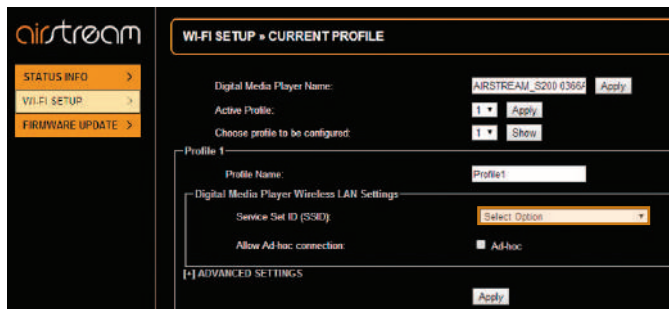 airstream
WI-FI SETUP » CURRENT PROFILE
STATUS INFO >
WI-FI SETUP >
FIRMWARE UPDATE >
Digital Media Player Name: AIRSTREAM_S200 0366A Apply
Active Profile: 1 Apply
Choose profile to be configured: 1 Show
Profile 1
Profile Name: Profile1
Digital Media Player Wireless LAN Settings
Service Set ID (SSID): Select Option
Allow Ad-hoc connection: Ad-hoc
[+] ADVANCED SETTINGS
Apply